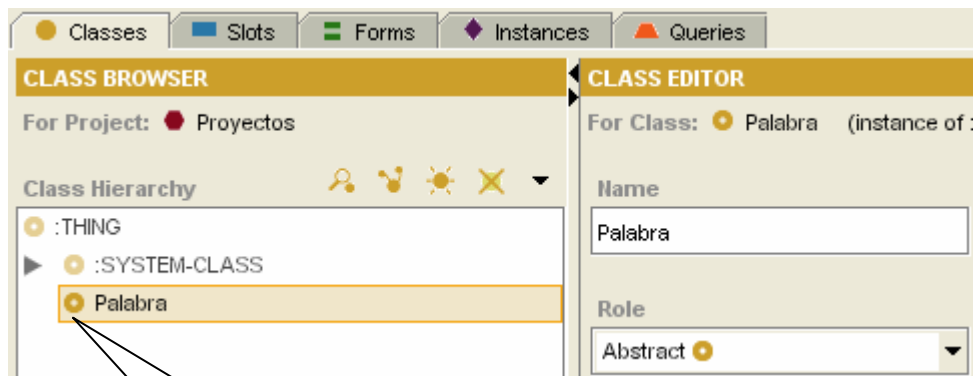 Classes Slots Forms Instances Queries
CLASS BROWSER
For Project: Proyectos
Class Hierarchy
:THING
:SYSTEM-CLASS
Palabra
CLASS EDITOR
For Class: Palabra (instance of :
Name
Palabra
Role
Abstract